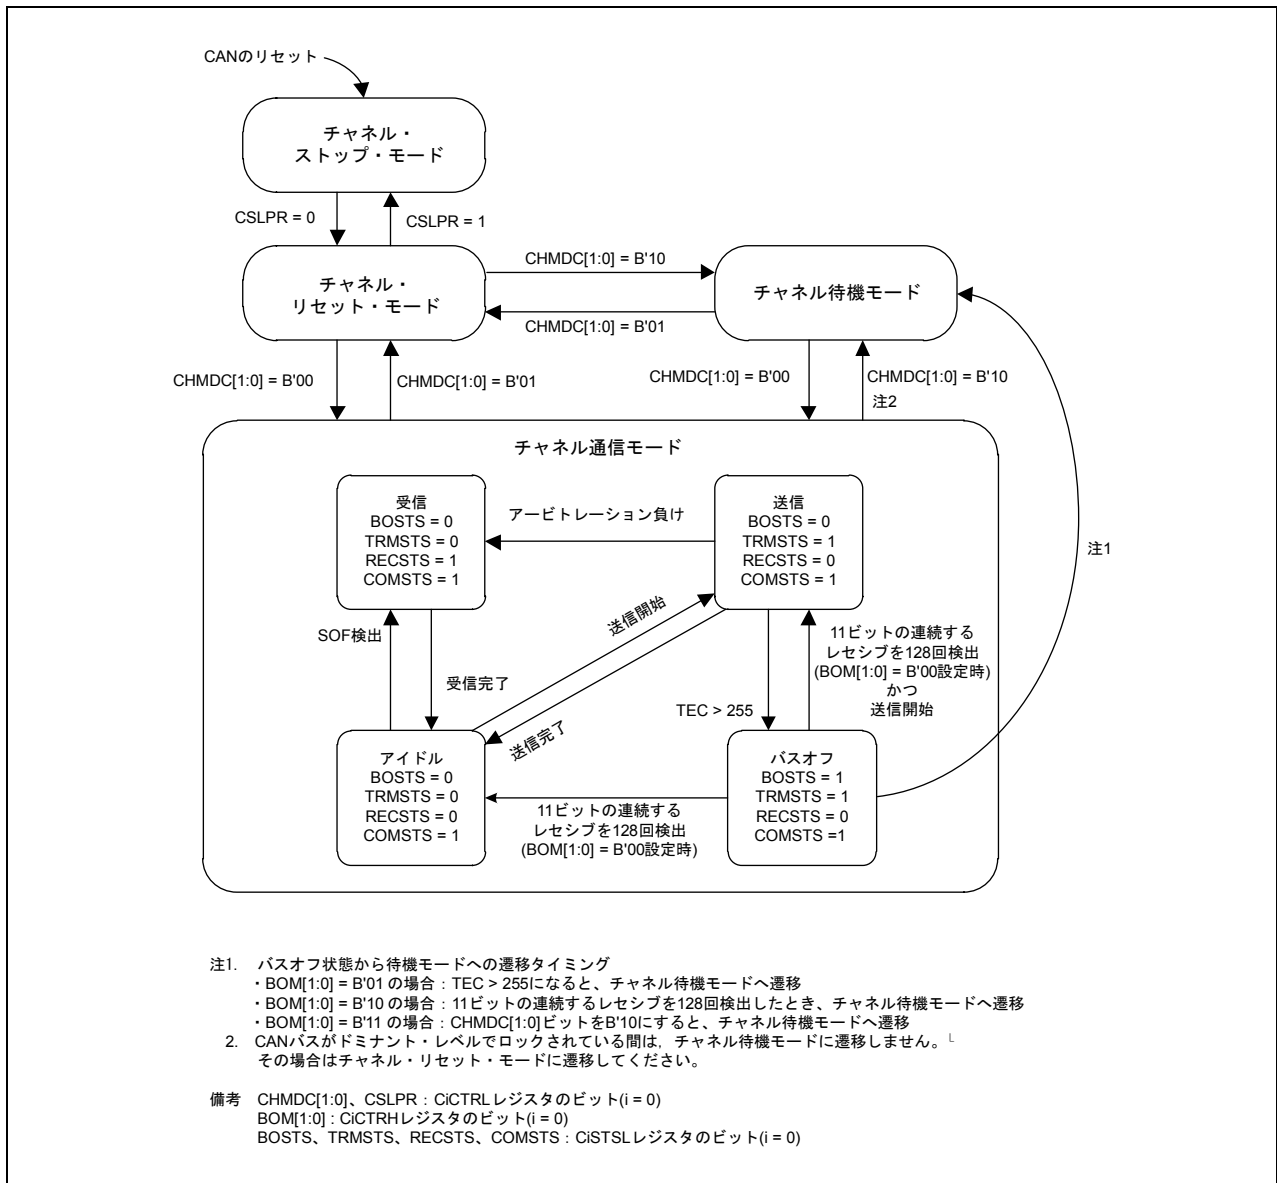 CANのリセット
チャネル・
ストップ・モード
CSLPR = 0
CSLPR = 1
チャネル・
リセット・モード
CHMDC[1:0] = B'10
CHMDC[1:0] = B'01
チャネル待機モード
CHMDC[1:0] = B'00
CHMDC[1:0] = B'01
CHMDC[1:0] = B'00
CHMDC[1:0] = B'10
注2
チャネル通信モード
受信
BOSTS = 0
TRMSTS = 0
RECSTS = 1
COMSTS = 1
アービトレーション負け
送信
BOSTS = 0
TRMSTS = 1
RECSTS = 0
COMSTS = 1
注1
SOF検出
受信完了
送信開始
送信完了
TEC > 255
11ビットの連続する
レセシブを128回検出
(BOM[1:0] = B'00設定時)
かつ
送信開始
アイドル
BOSTS = 0
TRMSTS = 0
RECSTS = 0
COMSTS = 1
11ビットの連続する
レセシブを128回検出
(BOM[1:0] = B'00設定時)
バスオフ
BOSTS = 1
TRMSTS = 1
RECSTS = 0
COMSTS =1
注1. バスオフ状態から待機モードへの遷移タイミング
・BOM[1:0] = B'01 の場合：TEC > 255になると、チャネル待機モードへ遷移
・BOM[1:0] = B'10 の場合：11ビットの連続するレセシブを128回検出したとき、チャネル待機モードへ遷移
・BOM[1:0] = B'11 の場合：CHMDC[1:0]ビットをB'10にすると、チャネル待機モードへ遷移
2. CANバスがドミナント・レベルでロックされている間は，チャネル待機モードに遷移しません。└
その場合はチャネル・リセット・モードに遷移してください。
備考 CHMDC[1:0]、CSLPR：CiCTRLレジスタのビット(i = 0)
BOM[1:0] : CiCTRHレジスタのビット(i = 0)
BOSTS、TRMSTS、RECSTS、COMSTS：CiSTSLレジスタのビット(i = 0)